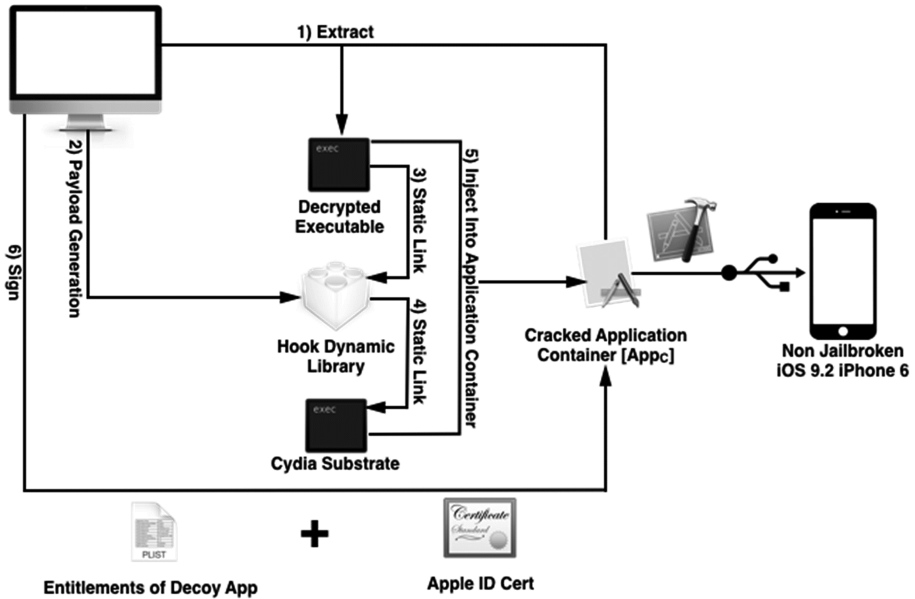 1) Extract
2) Payload Generation
6) Sign
exec
Decrypted
Executable
3) Static Link
5) Inject Into Application Container
Hook Dynamic
Library
4) Static Link
exec
Cydia Substrate
Cracked Application
Container [Appc]
Non Jailbroken
iOS 9.2 iPhone 6
PLIST
+
Certificate
Standard
Entitlements of Decoy App
Apple ID Cert